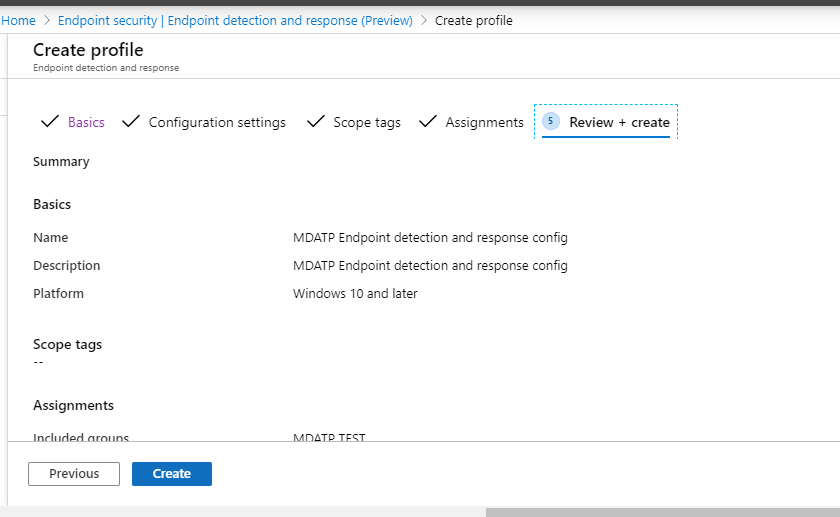 Home > Endpoint security | Endpoint detection and response (Preview) > Create profile
Create profile
Endpoint detection and response
Basics Configuration settings Scope tags Assignments 5 Review + create
Summary
Basics
Name MDATP Endpoint detection and response config
Description MDATP Endpoint detection and response config
Platform Windows 10 and later
Scope tags
--
Assignments
Included groups MDATP TEST
Previous Create